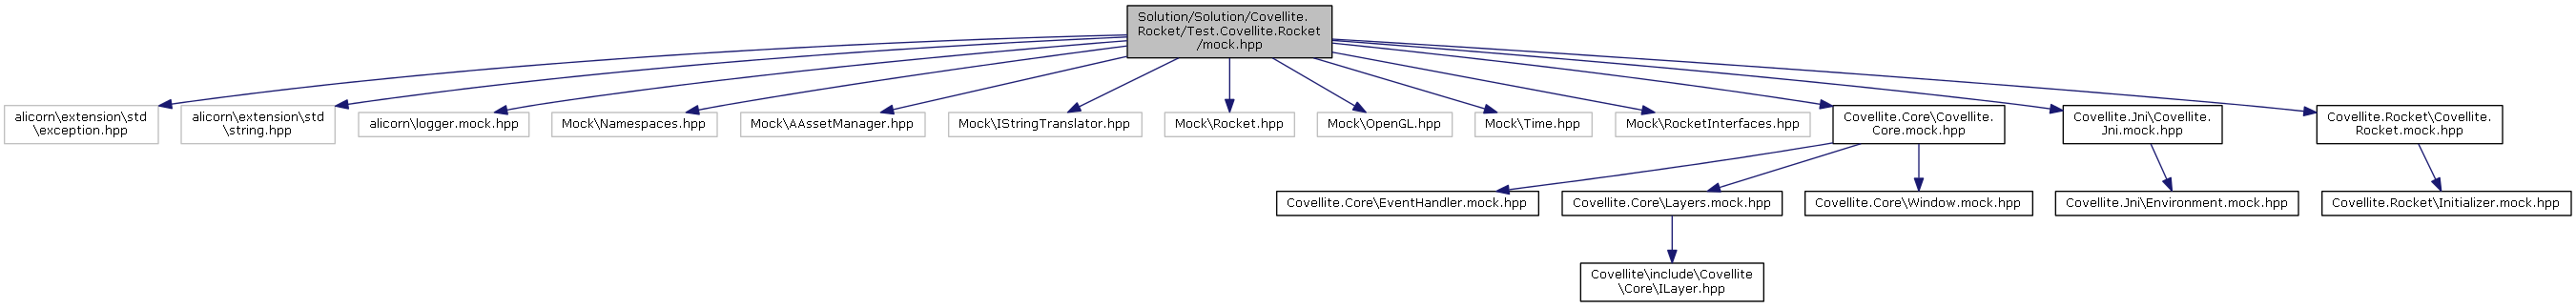 Solution/Solution/Covellite.
Rocket/Test.Covellite.Rocket
/mock.hpp
alicorn\extension\std
\exception.hpp
alicorn\extension\std
\string.hpp
alicorn\logger.mock.hpp
Mock\Namespaces.hpp
Mock\AAssetManager.hpp
Mock\IStringTranslator.hpp
Mock\Rocket.hpp
Mock\OpenGL.hpp
Mock\Time.hpp
Mock\RocketInterfaces.hpp
Covellite.Core\Covellite.
Core.mock.hpp
Covellite.Jni\Covellite.
Jni.mock.hpp
Covellite.Rocket\Covellite.
Rocket.mock.hpp
Covellite.Core\EventHandler.mock.hpp
Covellite.Core\Layers.mock.hpp
Covellite.Core\Window.mock.hpp
Covellite.Jni\Environment.mock.hpp
Covellite.Rocket\Initializer.mock.hpp
Covellite\include\Covellite
\Core\ILayer.hpp